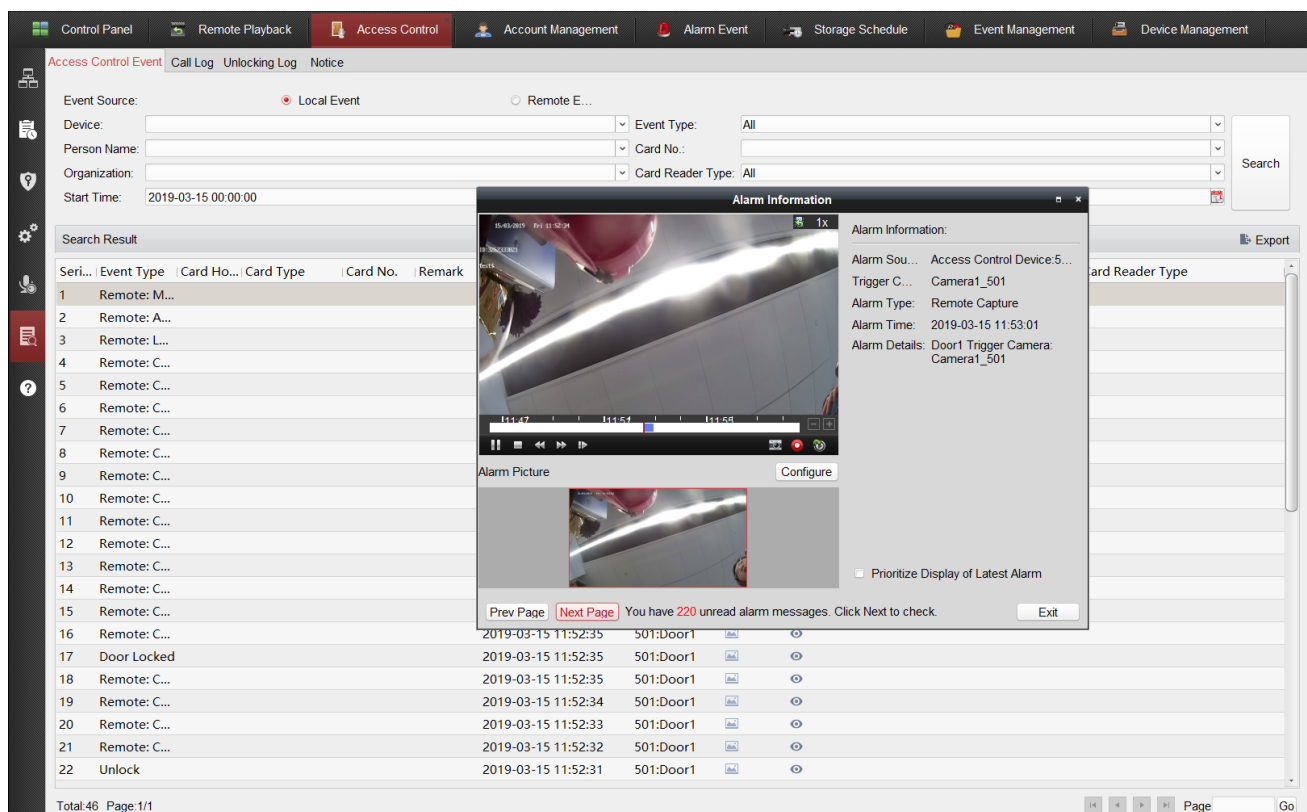 Control Panel Remote Playback Access Control Account Management Alarm Event Storage Schedule Event Management Device Management
Access Control Event Call Log Unlocking Log Notice
Event Source: Local Event Remote E...
Device: Event Type: All
Person Name: Card No.:
Organization: Card Reader Type: All
Search
Start Time: 2019-03-15 00:00:00
Search Result
Export
Seri... Event Type Card Ho... Card Type Card No. Remark
Card Reader Type
1 Remote: M...
2 Remote: A...
3 Remote: L...
4 Remote: C...
5 Remote: C...
6 Remote: C...
7 Remote: C...
8 Remote: C...
9 Remote: C...
10 Remote: C...
11 Remote: C...
12 Remote: C...
13 Remote: C...
14 Remote: C...
15 Remote: C...
16 Remote: C... 2019-03-15 11:52:35 501:Door1
17 Door Locked 2019-03-15 11:52:35 501:Door1
18 Remote: C... 2019-03-15 11:52:35 501:Door1
19 Remote: C... 2019-03-15 11:52:34 501:Door1
20 Remote: C... 2019-03-15 11:52:33 501:Door1
21 Remote: C... 2019-03-15 11:52:32 501:Door1
22 Unlock 2019-03-15 11:52:31 501:Door1
Total:46 Page:1/1
Page Go
Alarm Information
15/03/2019 Fri 11:52:34
1x
11:47 11:51 11:55
Alarm Picture
Configure
Alarm Information:
Alarm Sou... Access Control Device:5...
Trigger C... Camera1_501
Alarm Type: Remote Capture
Alarm Time: 2019-03-15 11:53:01
Alarm Details: Door1 Trigger Camera:
Camera1_501
Prioritize Display of Latest Alarm
Prev Page Next Page You have 220 unread alarm messages. Click Next to check.
Exit